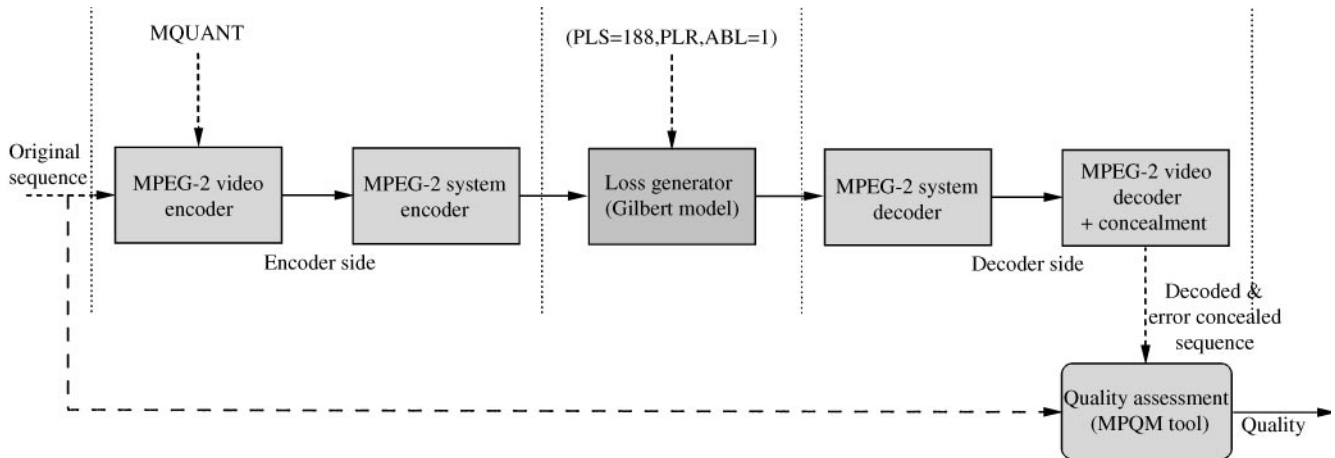 MQUANT
(PLS=188,PLR,ABL=1)
Original
sequence
MPEG-2 video
encoder
MPEG-2 system
encoder
Loss generator
(Gilbert model)
MPEG-2 system
decoder
MPEG-2 video
decoder
+ concealment
Encoder side
Decoder side
Decoded &
error concealed
sequence
Quality assessment
(MPQM tool)
Quality